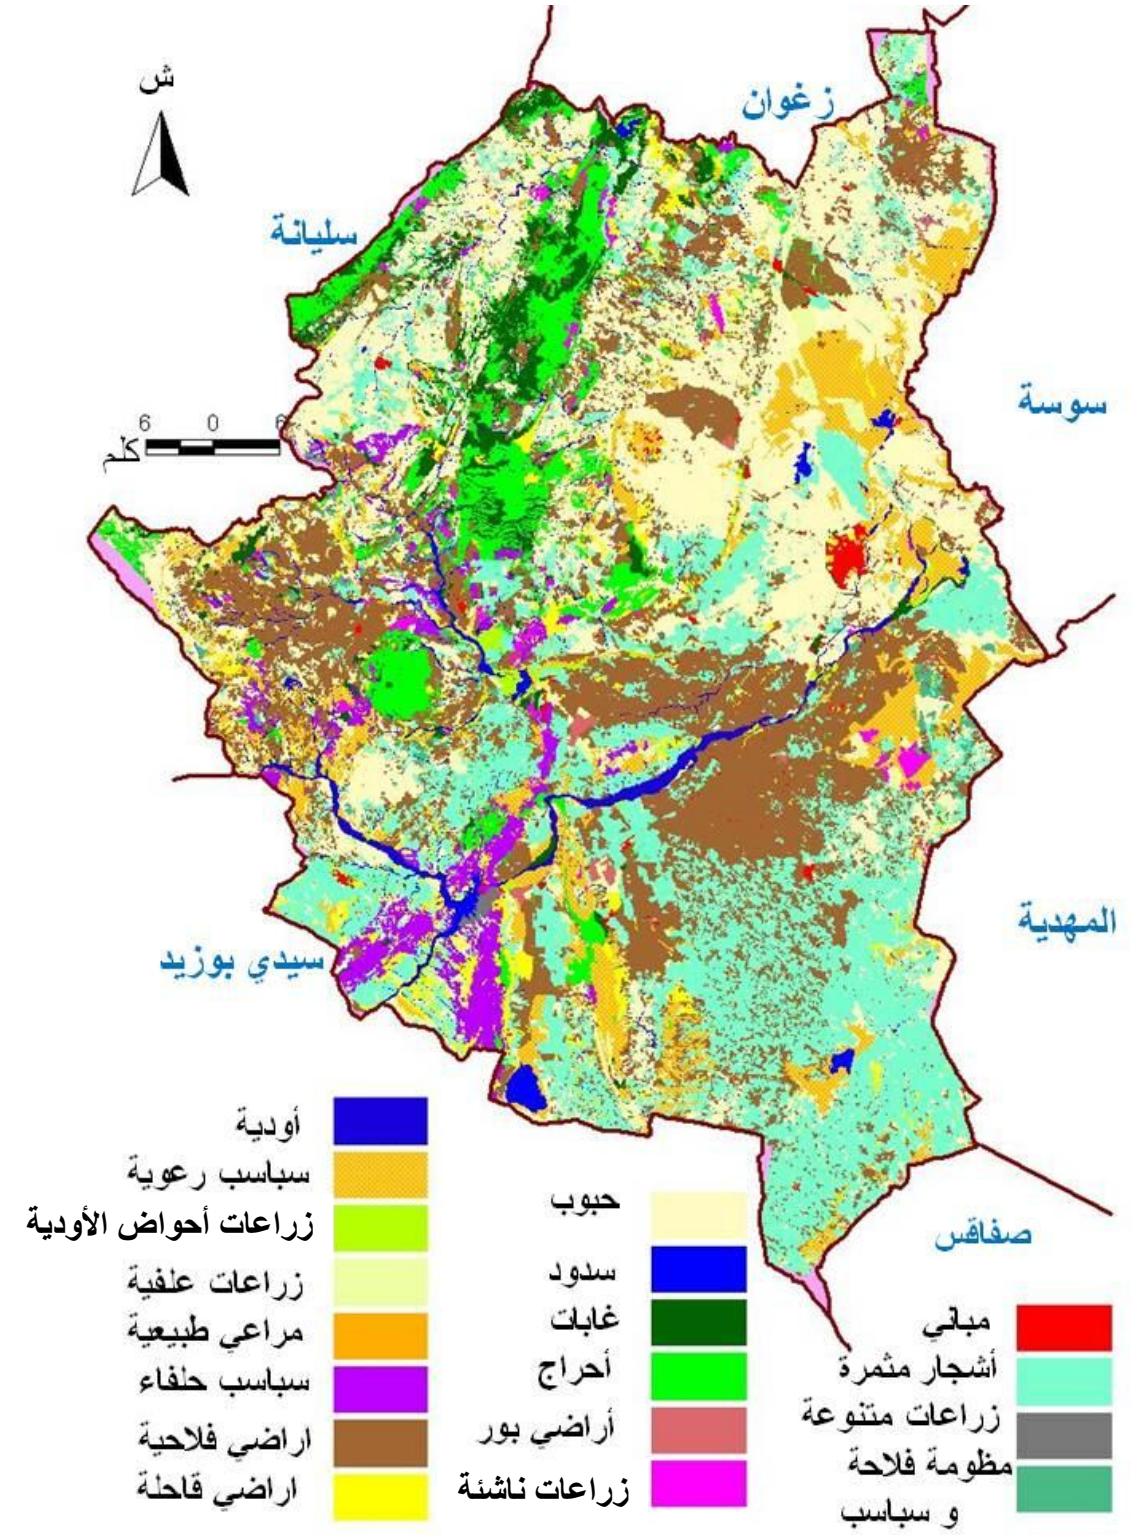 ش
زغوان
سليانة
سوسة
6 0 6
كلم
المهدية
سيدي بوزيد
صفاقس
أودية
سباسب رعوية
زراعات أحواض الأودية
زراعات علفية
مراعي طبيعية
سباسب حلفاء
اراضي فلاحية
اراضي قاحلة
حبوب
سدود
غابات
أحراج
أراضي بور
زراعات ناشئة
مباني
أشجار مثمرة
زراعات متنوعة
مظومة فلاحة
و سباسب